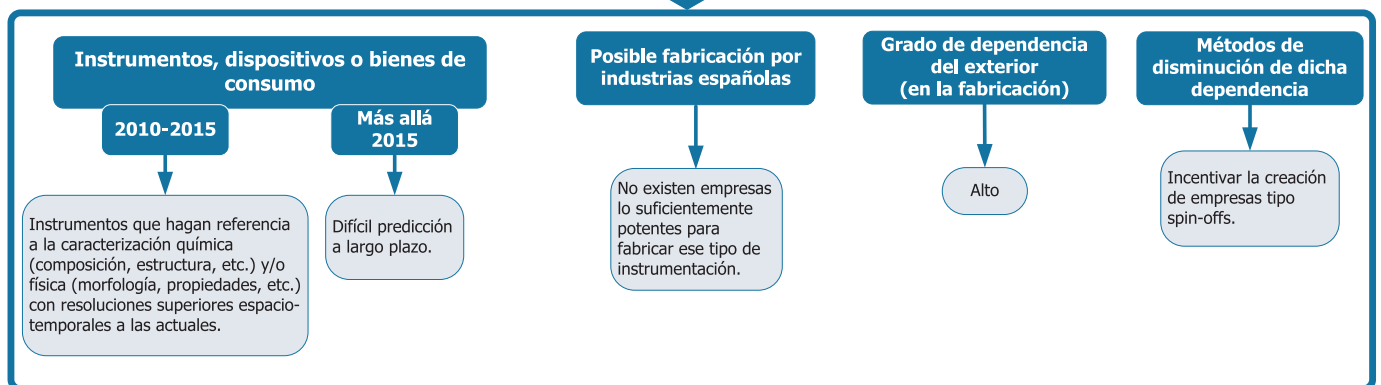 Instrumentos, dispositivos o bienes de
consumo
2010-2015
Instrumentos que hagan referencia
a la caracterización química
(composición, estructura, etc.) y/o
física (morfología, propiedades, etc.)
con resoluciones superiores espacio-
temporales a las actuales.
Más allá
2015
Difícil predicción
a largo plazo.
Posible fabricación por
industrias españolas
No existen empresas
lo suficientemente
potentes para
fabricar ese tipo de
instrumentación.
Grado de dependencia
del exterior
(en la fabricación)
Alto
Métodos de
disminución de dicha
dependencia
Incentivar la creación
de empresas tipo
spin-offs.